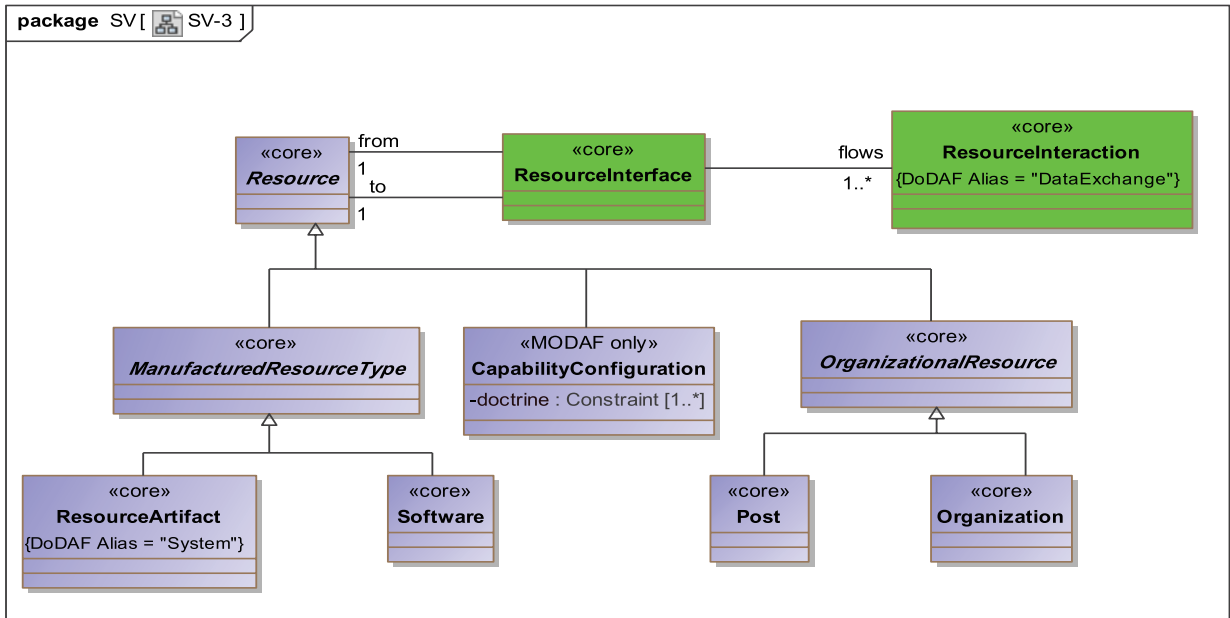 package SV [ SV-3 ]
from
«core»
Resource
1
to
1
«core»
ResourceInterface
flows
1..*
«core»
ResourceInteraction
{DoDAF Alias = "DataExchange"}
«core»
ManufacturedResourceType
«MODAF only»
CapabilityConfiguration
-doctrine : Constraint [1..*]
«core»
OrganizationalResource
«core»
ResourceArtifact
{DoDAF Alias = "System"}
«core»
Software
«core»
Post
«core»
Organization